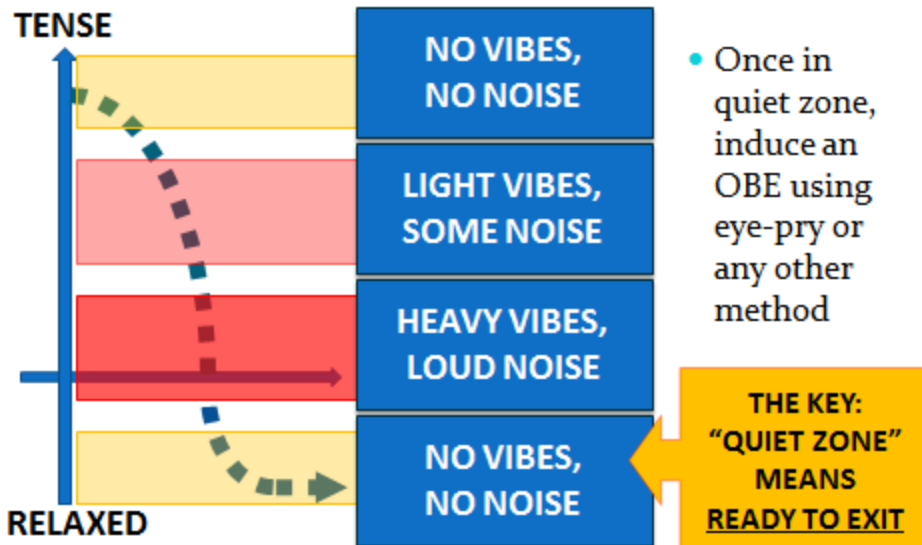 TENSE
NO VIBES,
NO NOISE
LIGHT VIBES,
SOME NOISE
HEAVY VIBES,
LOUD NOISE
NO VIBES,
NO NOISE
RELAXED
• Once in
quiet zone,
induce an
OBE using
eye-pry or
any other
method
THE KEY:
“QUIET ZONE”
MEANS
READY TO EXIT